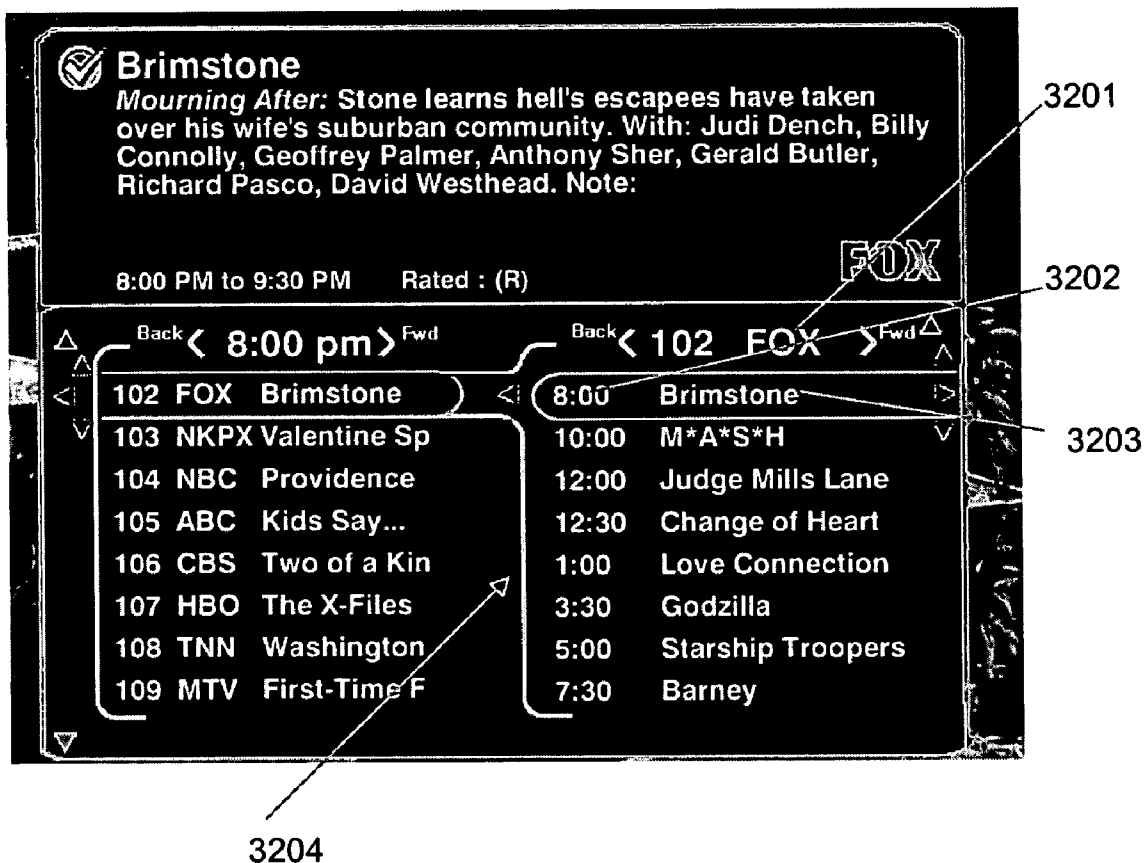 Brimstone
Mourning After: Stone learns hell's escapees have taken
over his wife's suburban community. With: Judi Dench, Billy
Connolly, Geoffrey Palmer, Anthony Sher, Gerald Butler,
Richard Pasco, David Westhead. Note:
FOX
8:00 PM to 9:30 PM Rated : (R)
Back 8:00 pm Fwd
102 FOX Brimstone
103 NKPX Valentine Sp
104 NBC Providence
105 ABC Kids Say...
106 CBS Two of a Kin
107 HBO The X-Files
108 TNN Washington
109 MTV First-Time F
Back 102 FOX Fwd
8:00 Brimstone
10:00 M*A*S*H
12:00 Judge Mills Lane
12:30 Change of Heart
1:00 Love Connection
3:30 Godzilla
5:00 Starship Troopers
7:30 Barney
3201
3202
3203
3204